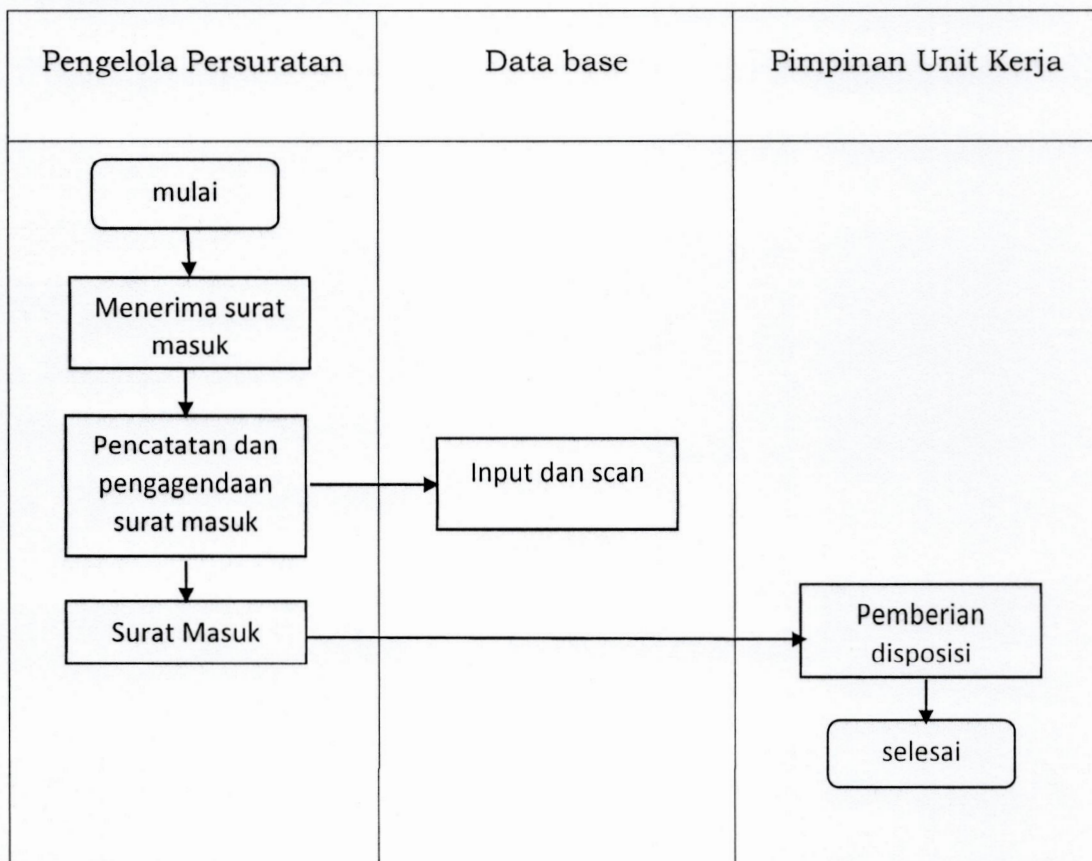 Pengelola Persuratan
Data base
Pimpinan Unit Kerja
mulai
Menerima surat
masuk
Pencatatan dan
pengagendaan
surat masuk
Input dan scan
Surat Masuk
Pemberian
disposisi
selesai